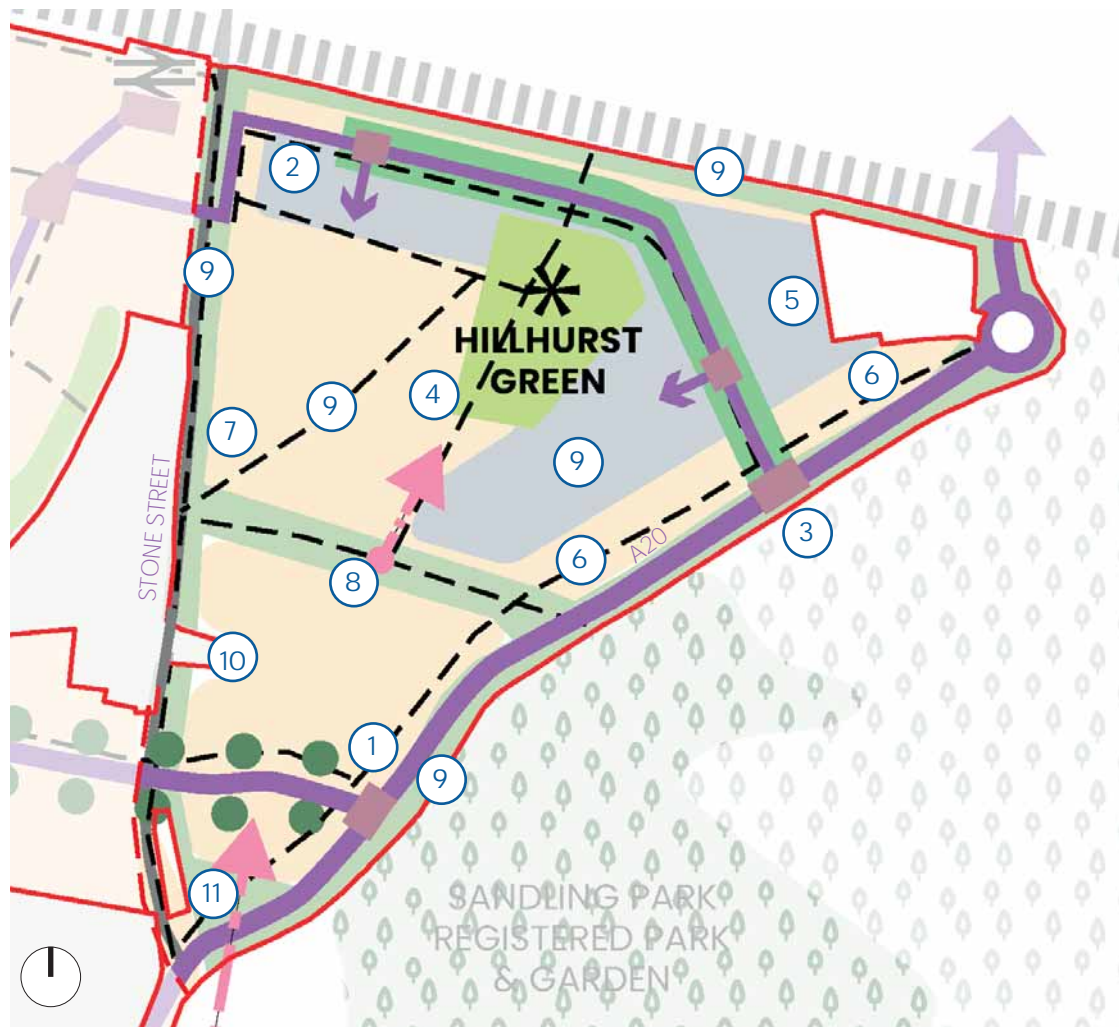 9
2
9
5
HILLHURST
GREEN
6
4
9
7
9
STONE STREET
3
A20
6
8
10
1
9
11
SANDLING PARK
REGISTERED PARK
& GARDEN